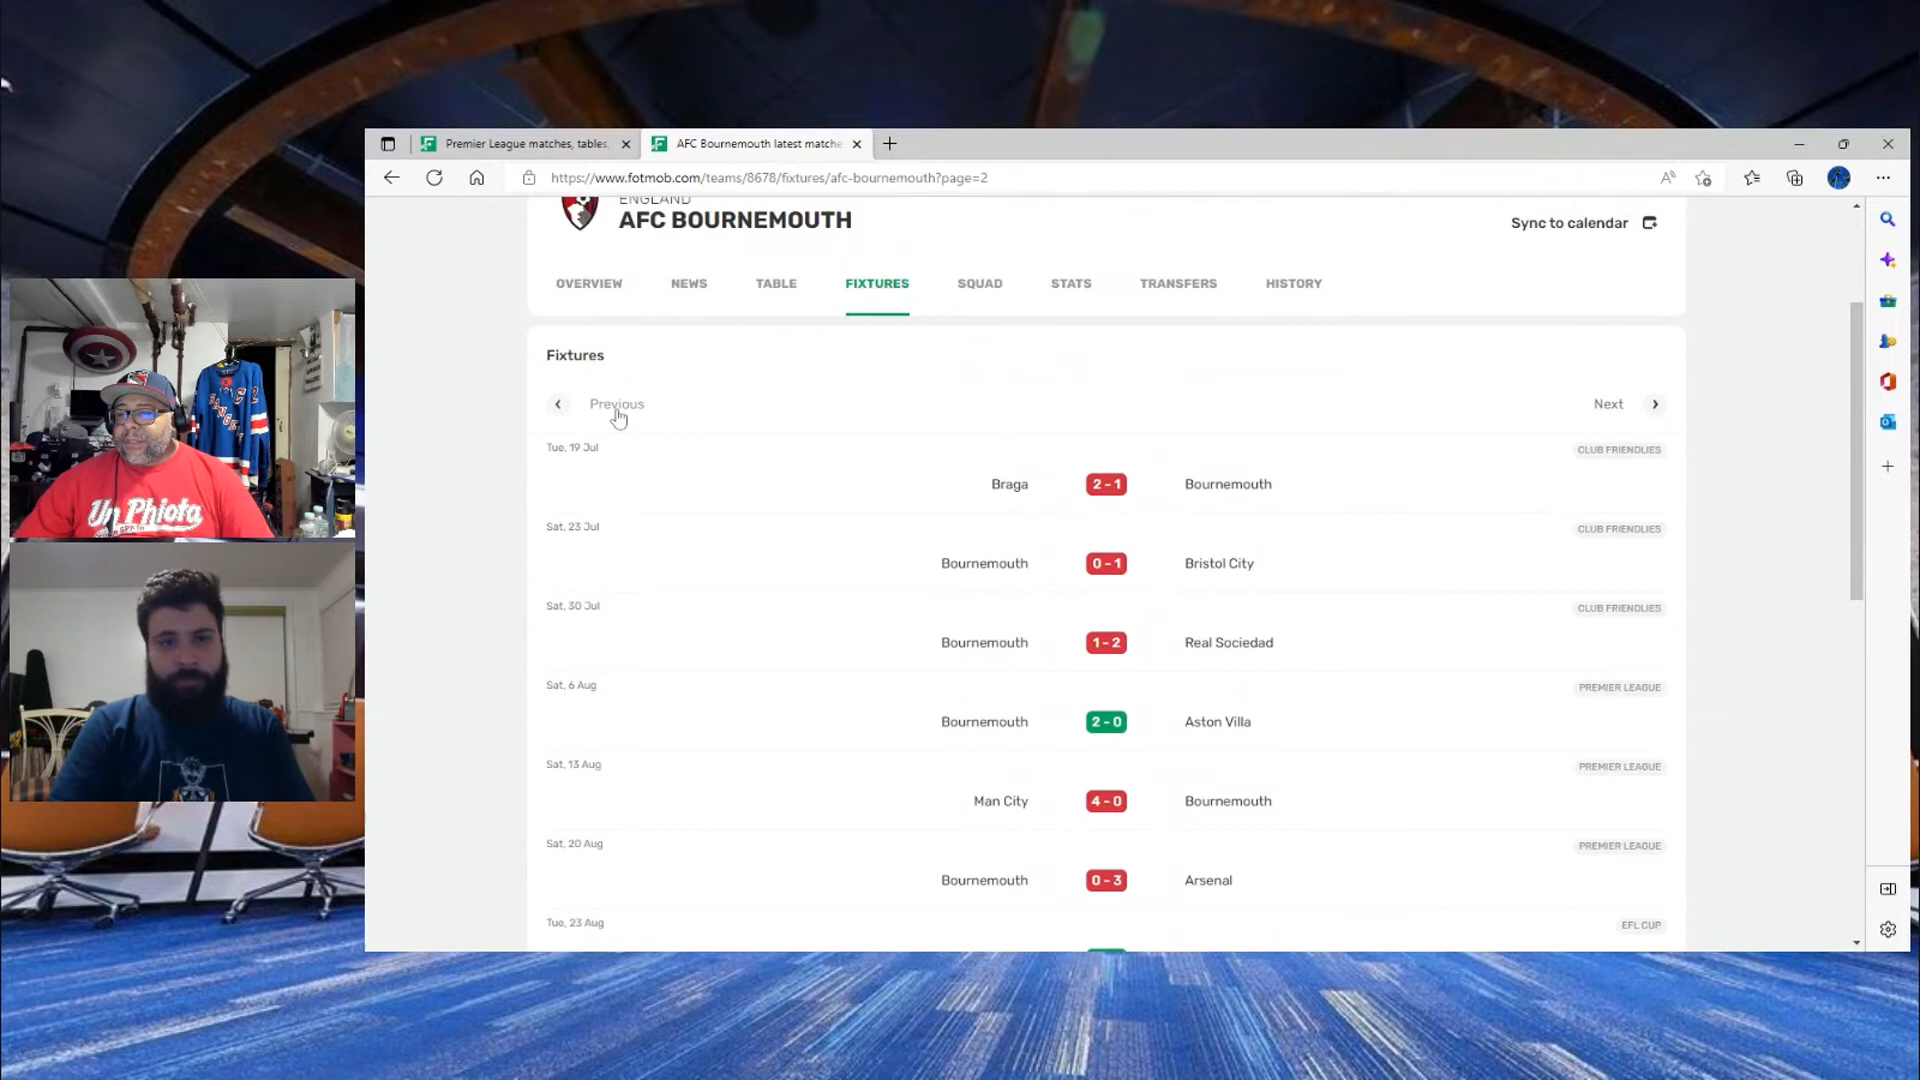 Premier League matches, tables,
AFC Bournemouth latest matche
https://www.fotmob.com/teams/8678/fixtures/afc-bournemouth?page=2
ENGLAND
AFC BOURNEMOUTH
Sync to calendar
OVERVIEW NEWS TABLE FIXTURES SQUAD STATS TRANSFERS HISTORY
Fixtures
Previous Next
Tue, 19 Jul CLUB FRIENDLIES
Braga 2 - 1 Bournemouth
Sat, 23 Jul CLUB FRIENDLIES
Bournemouth 0 - 1 Bristol City
Sat, 30 Jul CLUB FRIENDLIES
Bournemouth 1 - 2 Real Sociedad
Sat, 6 Aug PREMIER LEAGUE
Bournemouth 2 - 0 Aston Villa
Sat, 13 Aug PREMIER LEAGUE
Man City 4 - 0 Bournemouth
Sat, 20 Aug PREMIER LEAGUE
Bournemouth 0 - 3 Arsenal
Tue, 23 Aug EFL CUP
RANGERS
Un Phiota